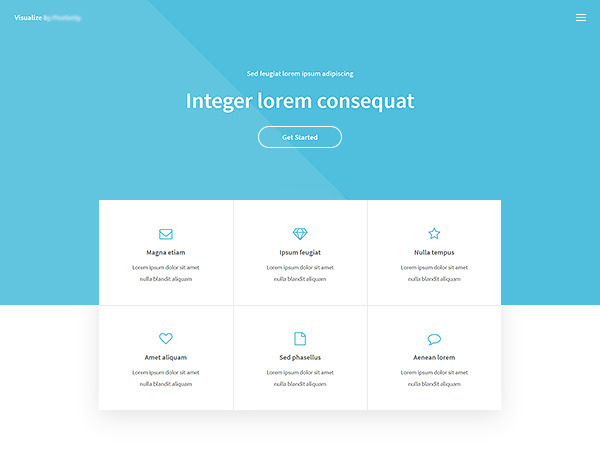 Visualize
Sed feugiat lorem ipsum adipiscing
Integer lorem consequat
Get Started
Magna etiam
Lorem ipsum dolor sit amet
nulla blandit aliquam
Ipsum feugiat
Lorem ipsum dolor sit amet
nulla blandit aliquam
Nulla tempus
Lorem ipsum dolor sit amet
nulla blandit aliquam
Amet aliquam
Lorem ipsum dolor sit amet
nulla blandit aliquam
Sed phasellus
Lorem ipsum dolor sit amet
nulla blandit aliquam
Aenean lorem
Lorem ipsum dolor sit amet
nulla blandit aliquam